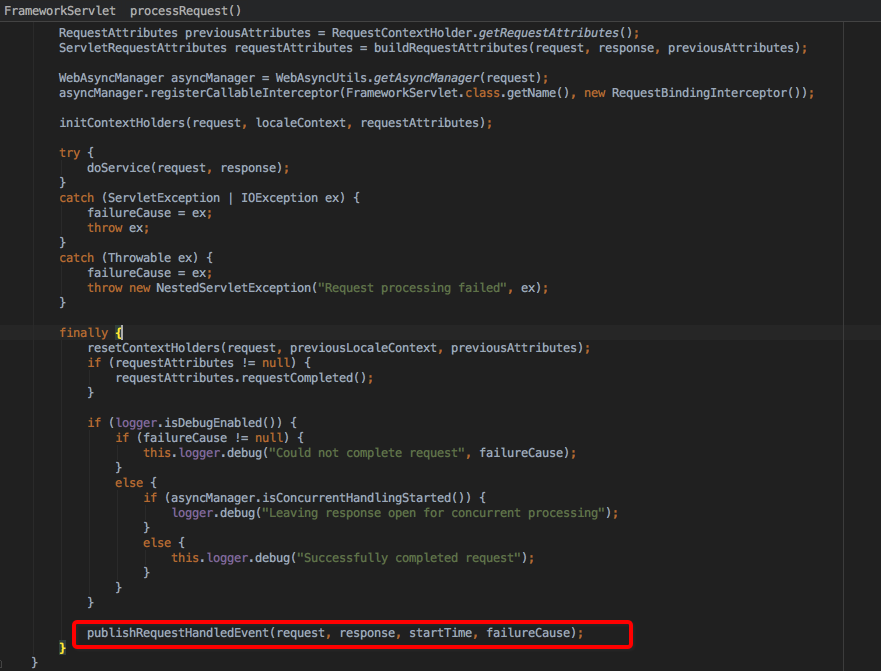 FrameworkServlet processRequest()
RequestAttributes previousAttributes = RequestContextHolder.getRequestAttributes();
ServletRequestAttributes requestAttributes = buildRequestAttributes(request, response, previousAttributes);
WebAsyncManager asyncManager = WebAsyncUtils.getAsyncManager(request);
asyncManager.registerCallableInterceptor(FrameworkServlet.class.getName(), new RequestBindingInterceptor());
initContextHolders(request, localeContext, requestAttributes);
try {
doService(request, response);
}
catch (ServletException | IOException ex) {
failureCause = ex;
throw ex;
}
catch (Throwable ex) {
failureCause = ex;
throw new NestedServletException("Request processing failed", ex);
}
finally {
resetContextHolders(request, previousLocaleContext, previousAttributes);
if (requestAttributes != null) {
requestAttributes.requestCompleted();
}
if (logger.isDebugEnabled()) {
if (failureCause != null) {
this.logger.debug("Could not complete request", failureCause);
}
else {
if (asyncManager.isConcurrentHandlingStarted()) {
logger.debug("Leaving response open for concurrent processing");
}
else {
this.logger.debug("Successfully completed request");
}
}
}
publishRequestHandledEvent(request, response, startTime, failureCause);
}
}